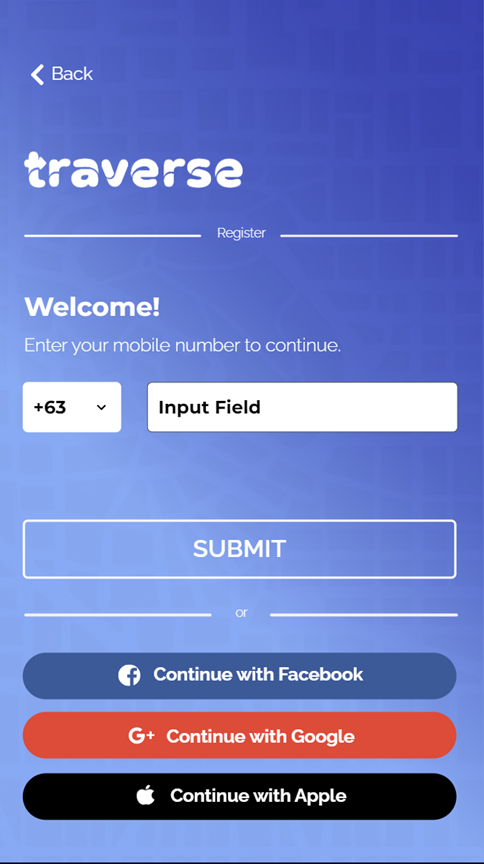 Back
traverse
Register
Welcome!
Enter your mobile number to continue.
+63 Input Field
SUBMIT
or
Continue with Facebook
G+ Continue with Google
Continue with Apple